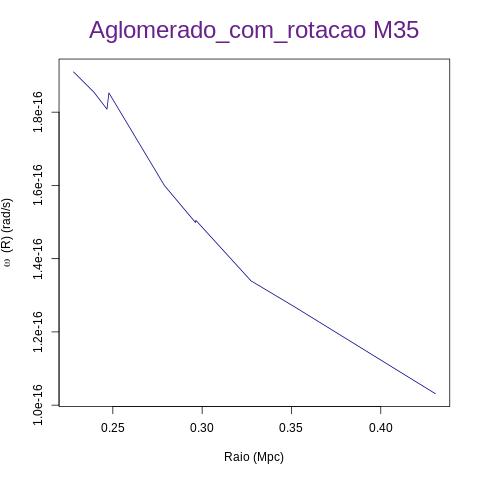 Aglomerado_com_rotacao M35
ω (R) (rad/s)
1.8e-16
1.6e-16
1.4e-16
1.2e-16
1.0e-16
0.25 0.30 0.35 0.40
Raio (Mpc)